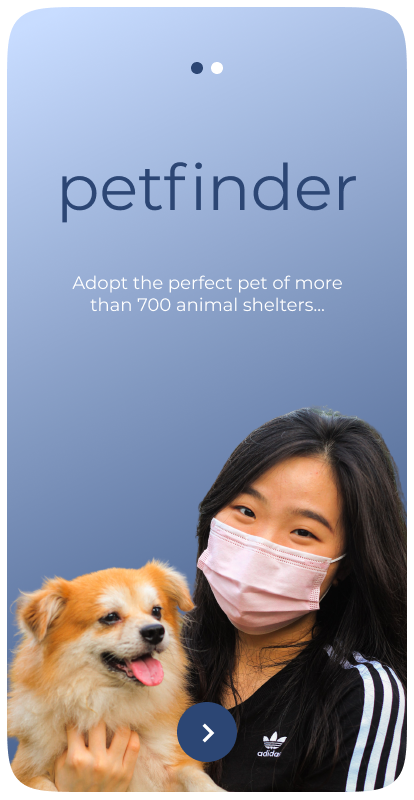 petfinder
Adopt the perfect pet of more
than 700 animal shelters...
adidas